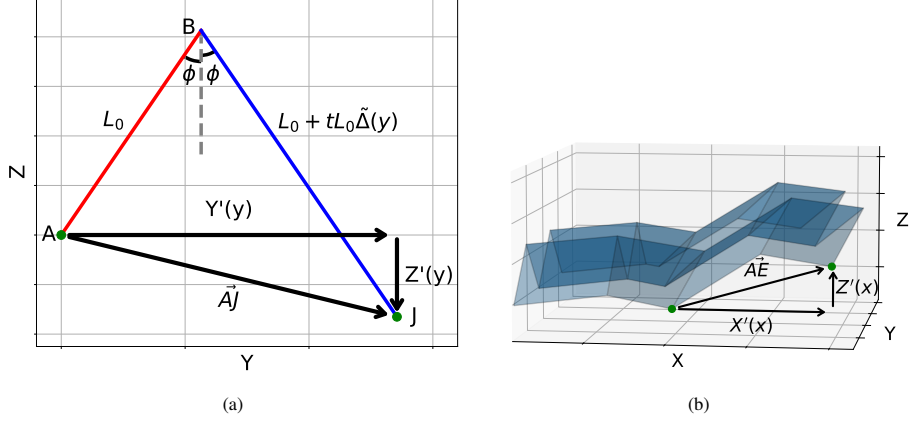 B
ϕ ϕ
L₀
L₀ + tL₀Δ̃(y)
Z
Y'(y)
A
Z'(y)
A⃗J
J
Y
(a)
Z
A⃗E
Z′(x)
X′(x)
Y
X
(b)